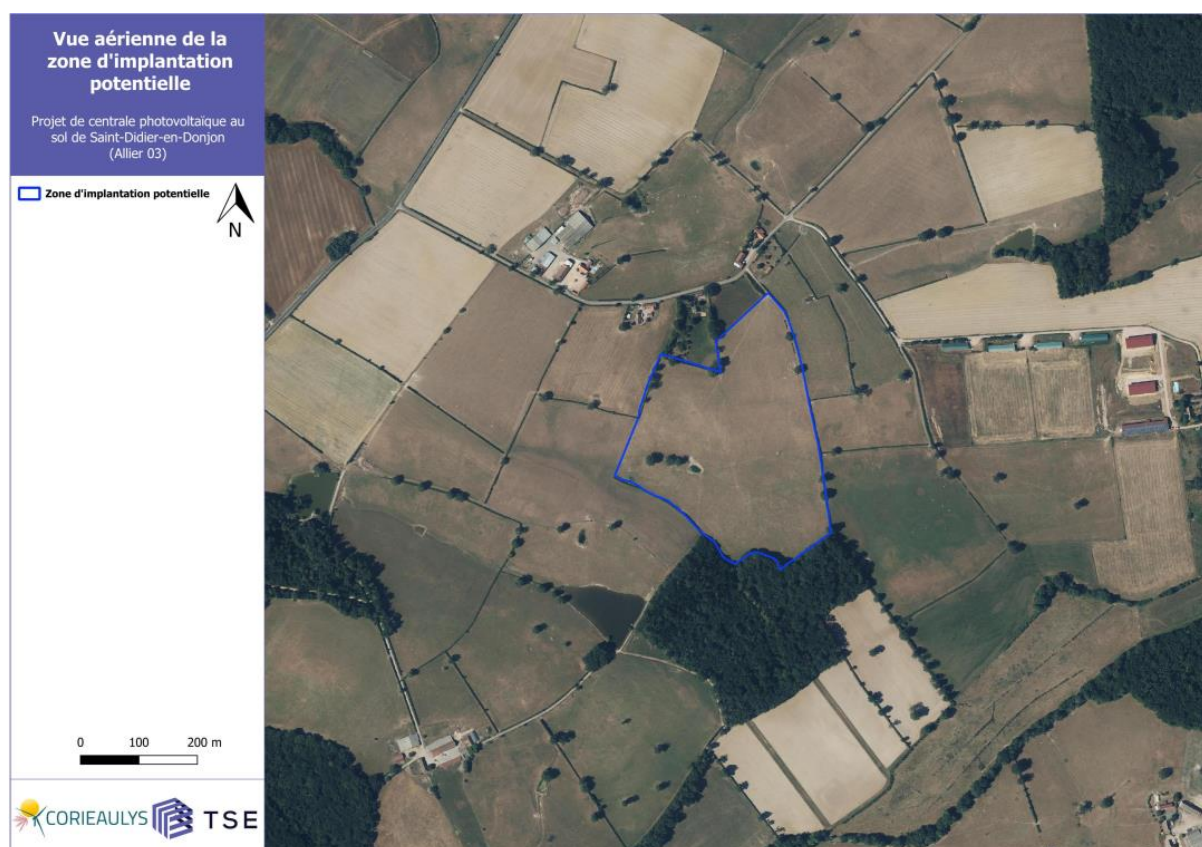 Vue aérienne de la
zone d'implantation
potentielle
Projet de centrale photovoltaïque au
sol de Saint-Didier-en-Donjon
(Allier 03)
Zone d'implantation potentielle
N
0 100 200 m
CORIEAULYS TSE